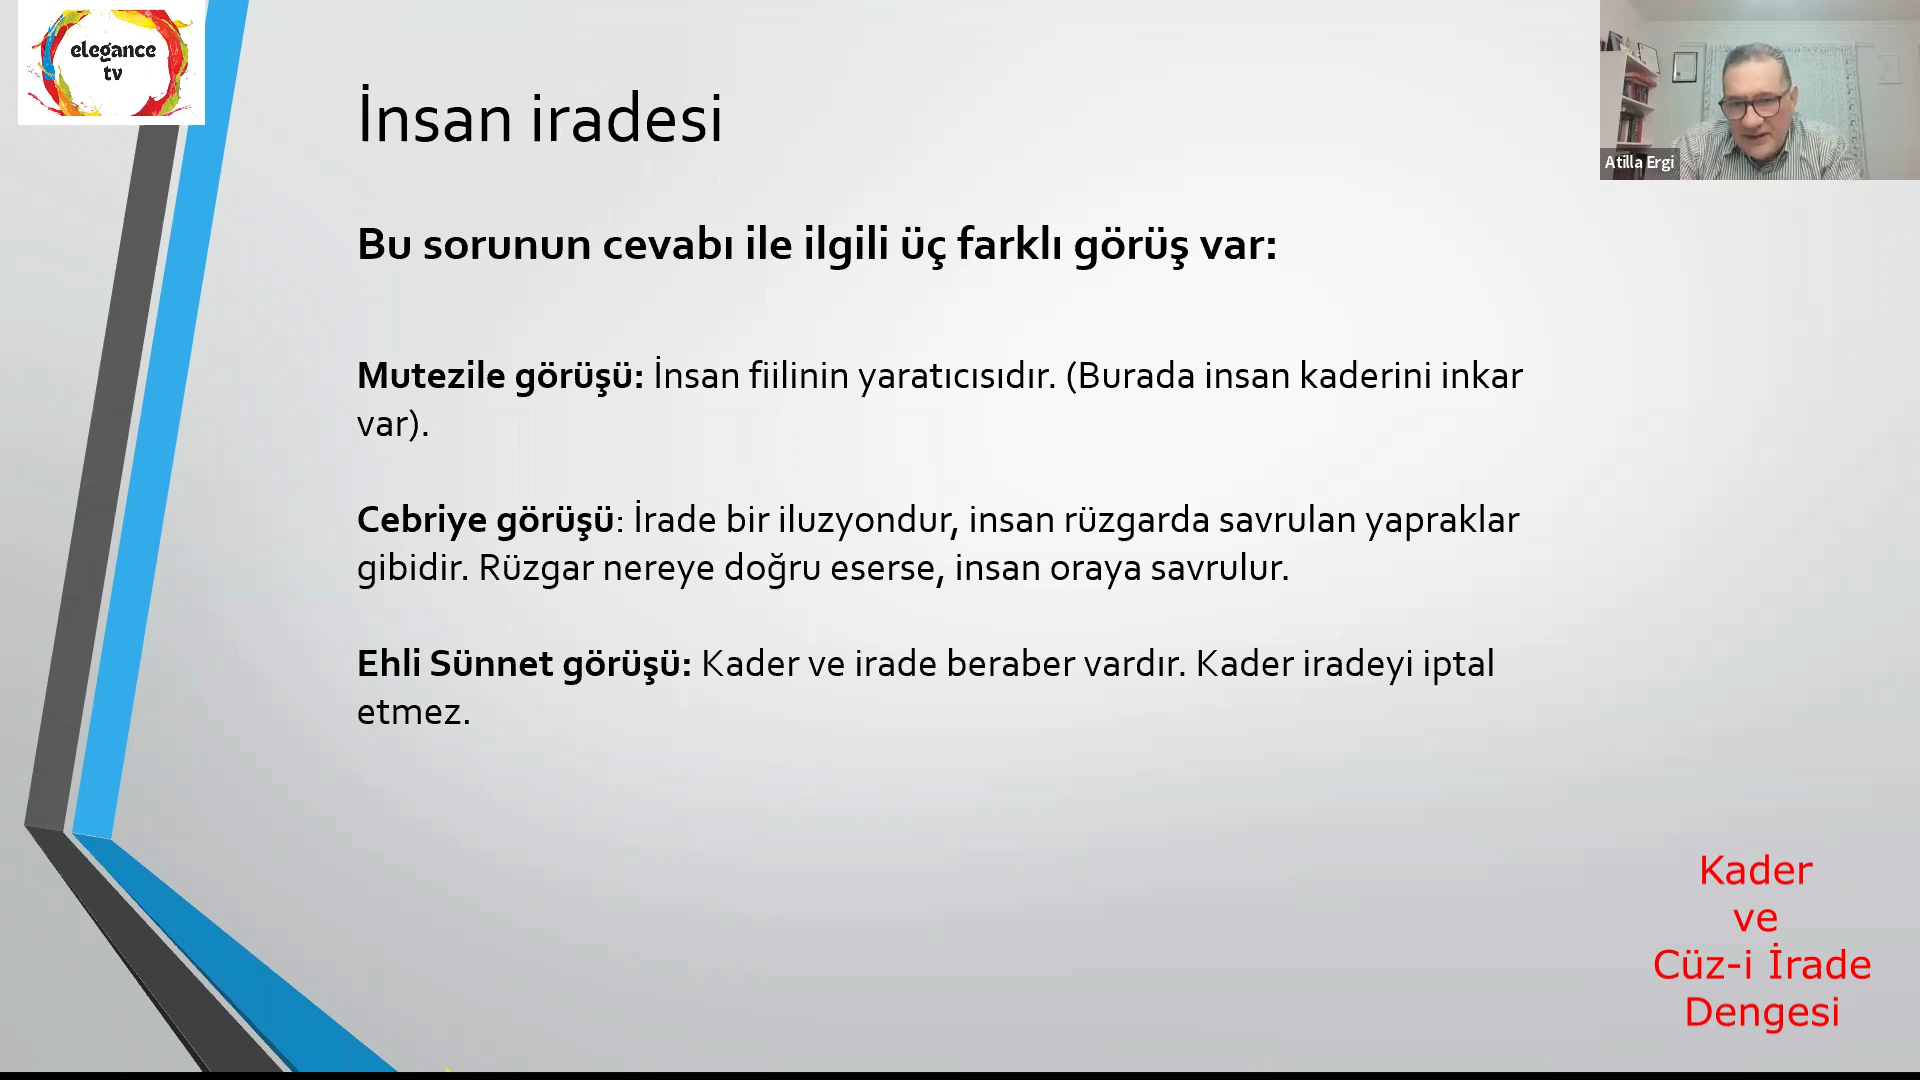 elegance
tv
İnsan iradesi
Atilla Ergi
Bu sorunun cevabı ile ilgili üç farklı görüş var:
Mutezile görüşü: İnsan fiilinin yaratıcısıdır. (Burada insan kaderini inkar
var).
Cebriye görüşü: İrade bir iluzyondur, insan rüzgarda savrulan yapraklar
gibidir. Rüzgar nereye doğru eserse, insan oraya savrulur.
Ehli Sünnet görüşü: Kader ve irade beraber vardır. Kader iradeyi iptal
etmez.
Kader
ve
Cüz-i İrade
Dengesi